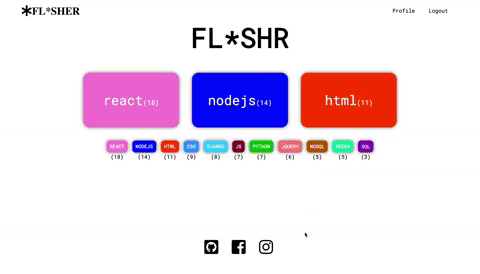 *FL*SHER
Profile Logout
FL*SHR
react(18) nodejs(14) html(11)
REACT NODEJS HTML CSS DJANGO JS PYTHON JQUERY NOSQL REDUX SQL
(18) (14) (11) (9) (8) (7) (7) (6) (5) (5) (3)